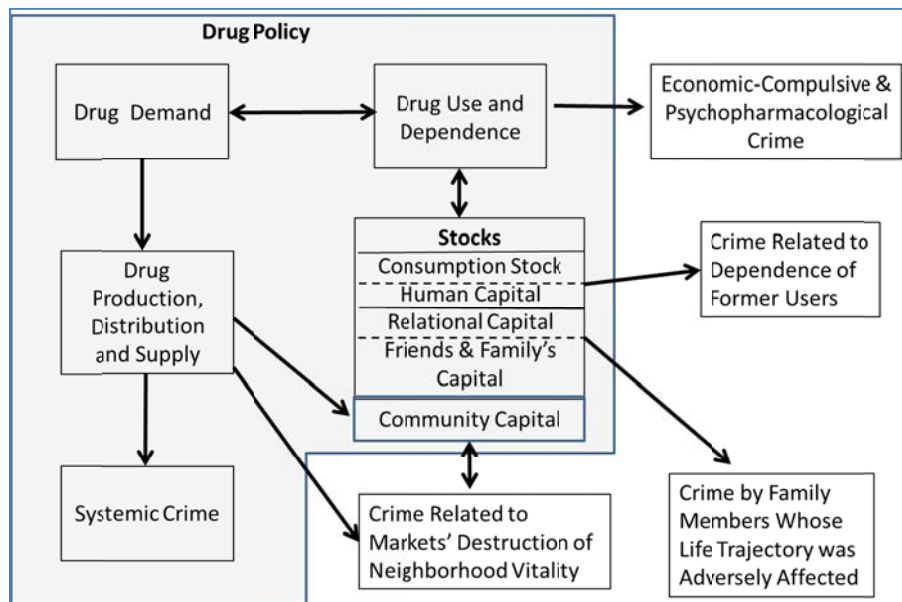 Drug Policy
Drug Demand
Drug Use and
Dependence
Economic-Compulsive &
Psychopharmacological
Crime
Stocks
Consumption Stock
Human Capital
Relational Capital
Friends & Family's
Capital
Community Capital
Drug
Production,
Distribution
and Supply
Crime Related to
Dependence of
Former Users
Systemic Crime
Crime Related to
Markets' Destruction of
Neighborhood Vitality
Crime by Family
Members Whose
Life Trajectory was
Adversely Affected